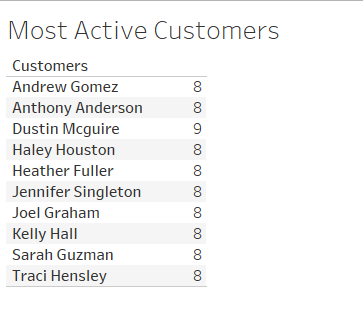 Most Active Customers
Customers
Andrew Gomez 8
Anthony Anderson 8
Dustin Mcguire 9
Haley Houston 8
Heather Fuller 8
Jennifer Singleton 8
Joel Graham 8
Kelly Hall 8
Sarah Guzman 8
Traci Hensley 8